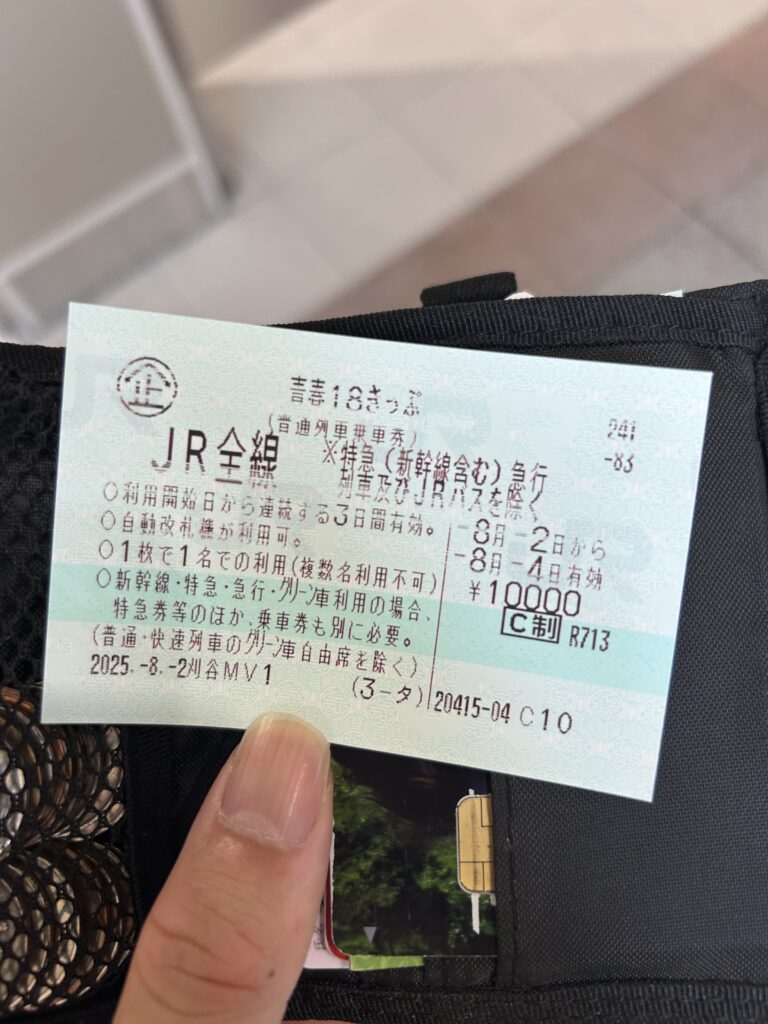 企
青春18きっぷ
(普通列車乗車券)
241
-83
JR全線
※特急(新幹線含む)急行
列車及びJRバスを除く
○利用開始日から連続する3日間有効。
○自動改札機が利用可。
○1枚で1名での利用(複数名利用不可)
○新幹線・特急・急行・グリーン車利用の場合、
特急券等のほか、乗車券も別に必要。
(普通・快速列車のグリーン車自由席を除く)
-8月-2日から
-8月-4日有効
¥10000
C制 R713
2025.-8.-2刈谷MV1
(3-タ) 20415-04 C10